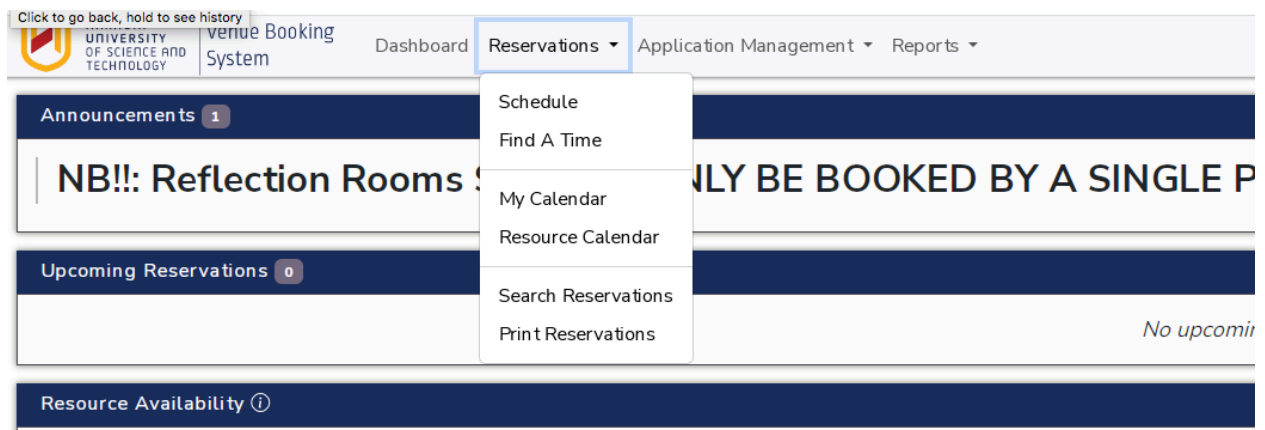 Click to go back, hold to see history
UNIVERSITY
OF SCIENCE AND
TECHNOLOGY
Venue Booking
System
Dashboard Reservations Application Management Reports
Schedule
Find A Time
My Calendar
Resource Calendar
Search Reservations
Print Reservations
Announcements 1
NB!!: Reflection Rooms BE BOOKED BY A SINGLE
Upcoming Reservations 0
No
Resource Availability